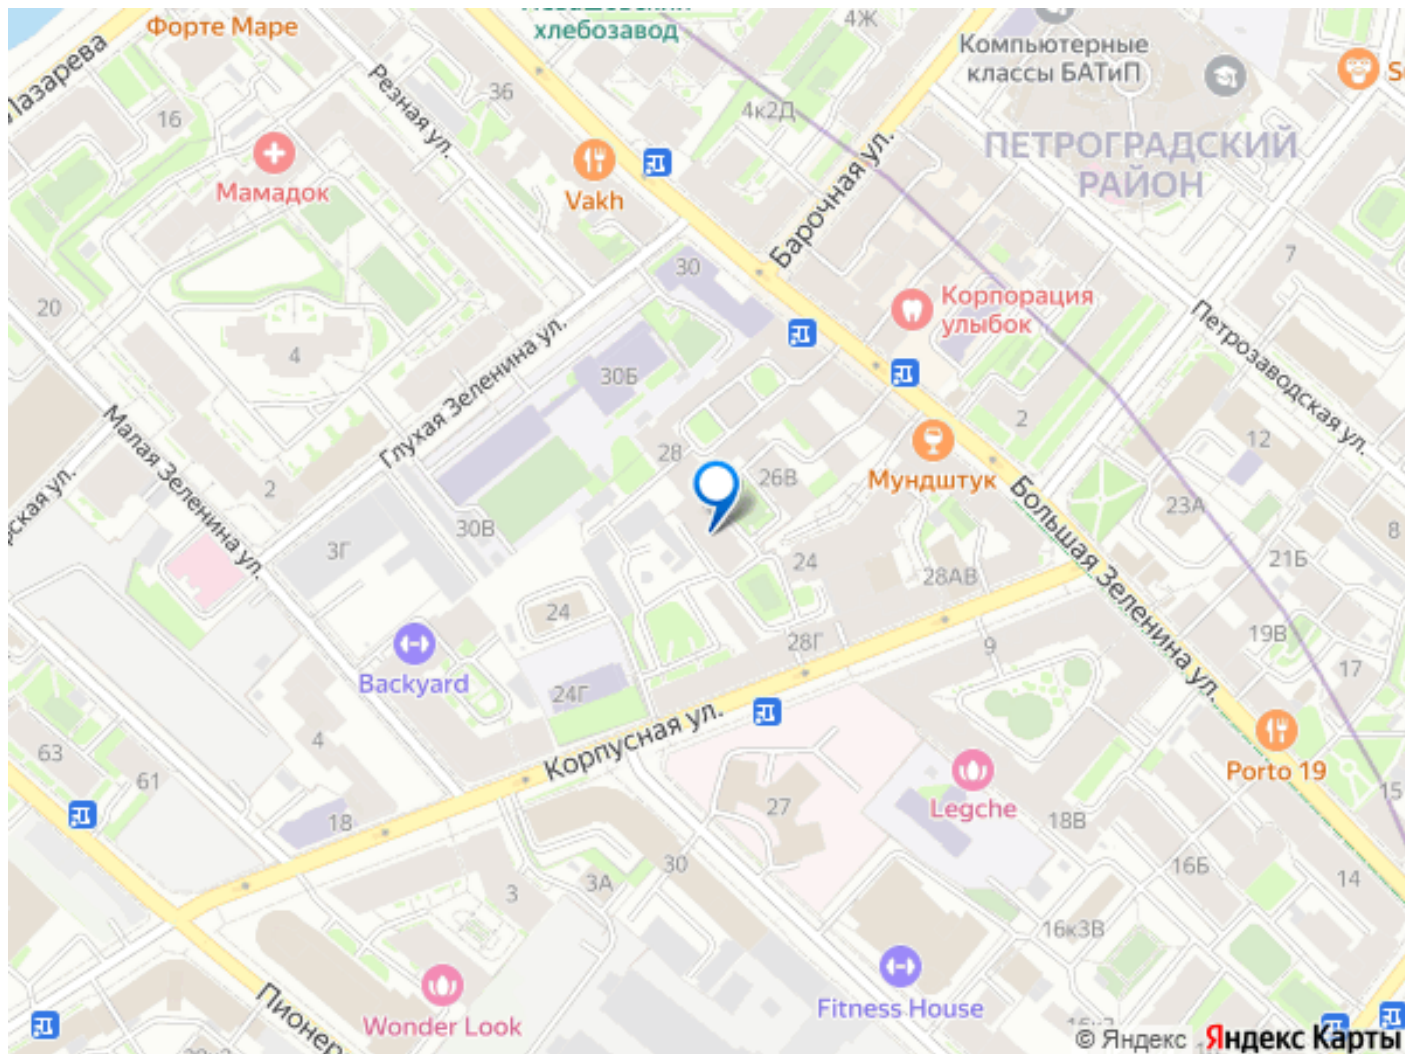 Форте Маре
хлебозавод
4Ж
Компьютерные
классы БАТиП
Лазарева
Резная ул.
36
16
4к2Д
Мамадок
Vakh
Барочная ул.
ПЕТРОГРАДСКИЙ
РАЙОН
7
30
20
Корпорация
улыбок
Петрозаводская ул.
4
Глухая Зеленина ул.
30Б
2
12
Малая Зеленина ул.
28
26В
Мундштук
2
Большая Зеленина ул.
23А
8
ская ул.
3Г
30В
24
28АВ
21Б
24
19В
28Г
9
17
Backyard
24Г
Корпусная ул.
4
63
61
Porto 19
15
Legche
27
18
18В
30
16Б
14
3А
3
16к3В
Fitness House
Пионер
Wonder Look
© Яндекс Яндекс Карты